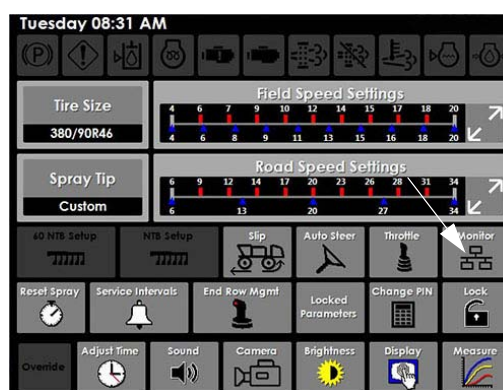 Tuesday 08:31 AM
(P)
Tire Size
380/90R46
Field Speed Settings
4 6 7 9 10 12 14 15 17 18 20
4 6 8 9 11 13 15 16 18 20
Spray Tip
Custom
Road Speed Settings
6 9 12 14 17 20 23 26 28 31 34
6 13 20 27 34
60 NTB Setup
NTB Setup
Slip
Auto Steer
Throttle
Monitor
Reset Spray
Service Intervals
End Row Mgmt
Locked
Parameters
Change PIN
Lock
Override
Adjust Time
Sound
Camera
Brightness
Display
Measure